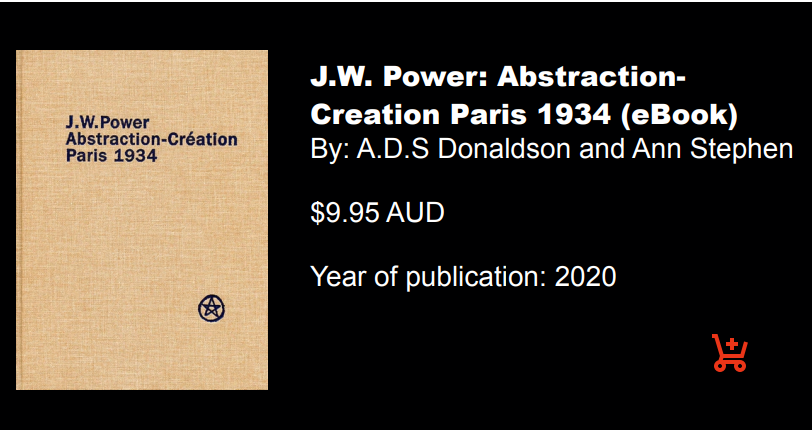 J.W.Power
Abstraction-Création
Paris 1934
J.W. Power: Abstraction-
Creation Paris 1934 (eBook)
By: A.D.S Donaldson and Ann Stephen
$9.95 AUD
Year of publication: 2020